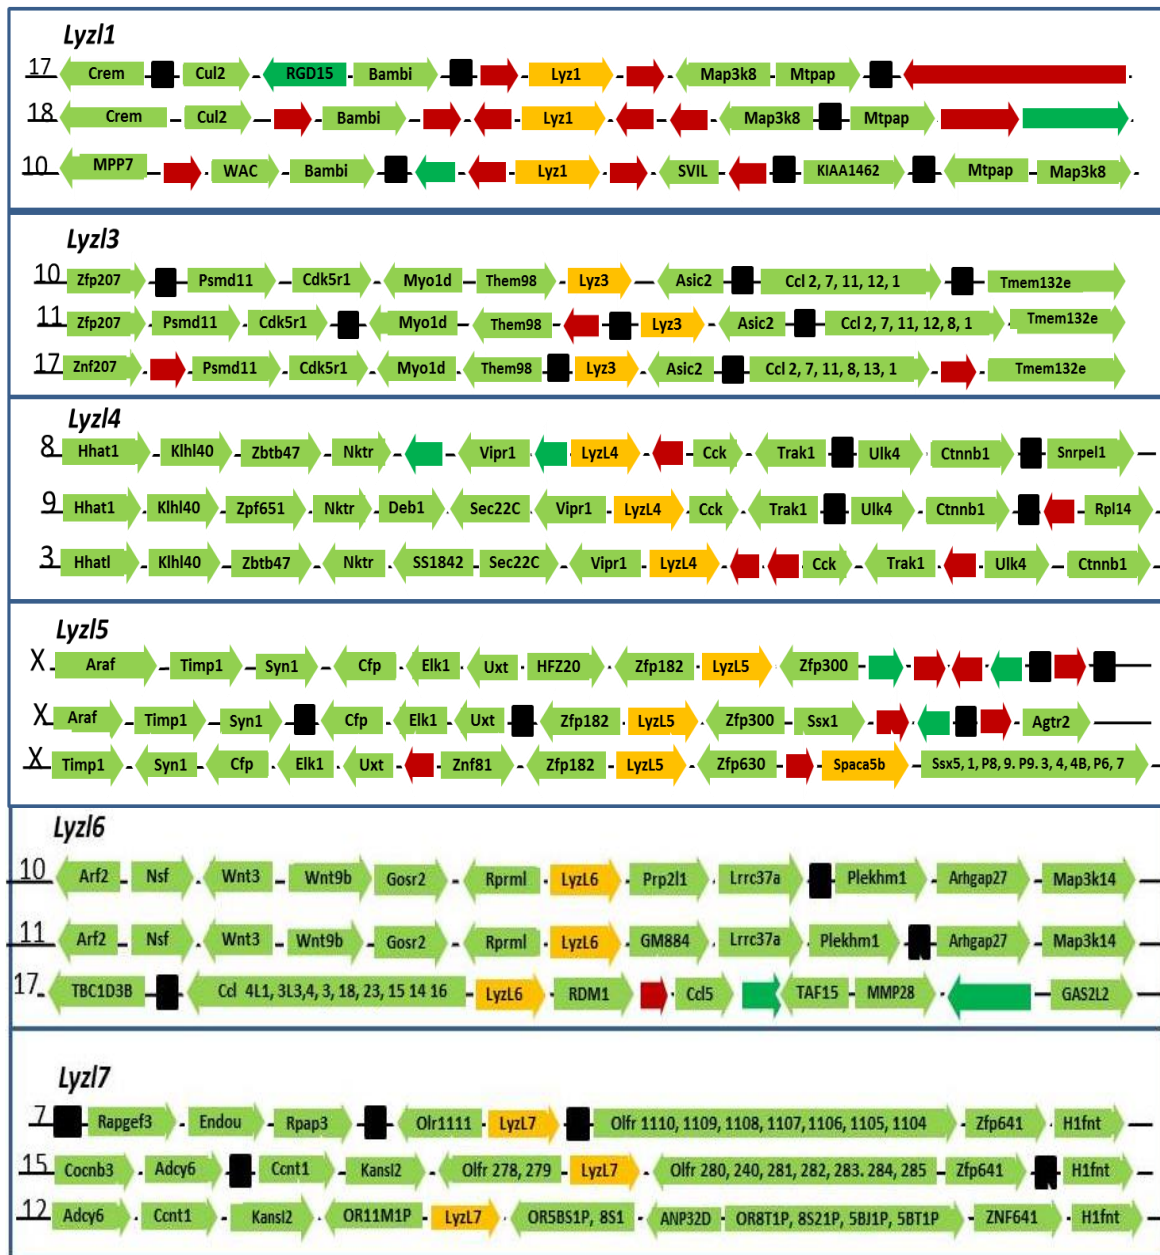 Lyzl1
17 Crem Cul2 RGD15 Bambi Lyz1 Map3k8 Mtpap
18 Crem Cul2 Bambi Lyz1 Map3k8 Mtpap
10 MPP7 WAC Bambi Lyz1 SVIL KIAA1462 Mtpap Map3k8
Lyzl3
10 Zfp207 Psmd11 Cdk5r1 Myo1d Them98 Lyz3 Asic2 Ccl 2, 7, 11, 12, 1 Tmem132e
11 Zfp207 Psmd11 Cdk5r1 Myo1d Them98 Lyz3 Asic2 Ccl 2, 7, 11, 12, 8, 1 Tmem132e
17 Znf207 Psmd11 Cdk5r1 Myo1d Them98 Lyz3 Asic2 Ccl 2, 7, 11, 8, 13, 1 Tmem132e
Lyzl4
8 Hhat1 Klhl40 Zbtb47 Nktr Vipr1 LyzL4 Cck Trak1 Ulk4 Ctnnb1 Snrpel1
9 Hhat1 Klhl40 Zpf651 Nktr Deb1 Sec22C Vipr1 LyzL4 Cck Trak1 Ulk4 Ctnnb1 Rpl14
3 Hhatl Klhl40 Zbtb47 Nktr SS1842 Sec22C Vipr1 LyzL4 Cck Trak1 Ulk4 Ctnnb1
Lyzl5
X Araf Timp1 Syn1 Cfp Elk1 Uxt HFZ20 Zfp182 LyzL5 Zfp300
X Araf Timp1 Syn1 Cfp Elk1 Uxt Zfp182 LyzL5 Zfp300 Ssx1 Agtr2
X Timp1 Syn1 Cfp Elk1 Uxt Znf81 Zfp182 LyzL5 Zfp630 Spaca5b Ssx5, 1, P8, 9. P9. 3, 4, 4B, P6, 7
Lyzl6
10 Arf2 Nsf Wnt3 Wnt9b Gosr2 Rprml LyzL6 Prp2l1 Lrrc37a Plekhm1 Arhgap27 Map3k14
11 Arf2 Nsf Wnt3 Wnt9b Gosr2 Rprml LyzL6 GM884 Lrrc37a Plekhm1 Arhgap27 Map3k14
17 TBC1D3B Ccl 4L1, 3L3,4, 3, 18, 23, 15 14 16 LyzL6 RDM1 Ccl5 TAF15 MMP28 GAS2L2
Lyzl7
7 Rapgef3 Endou Rpap3 Olr1111 LyzL7 Olfr 1110, 1109, 1108, 1107,1106, 1105, 1104 Zfp641 H1fnt
15 Cocnb3 Adcy6 Ccnt1 Kansl2 Olfr 278, 279 LyzL7 Olfr 280, 240, 281, 282, 283. 284, 285 Zfp641 H1fnt
12 Adcy6 Ccnt1 Kansl2 OR11M1P LyzL7 OR5BS1P, 8S1 ANP32D OR8T1P, 8S21P, 5BJ1P, 5BT1P ZNF641 H1fnt